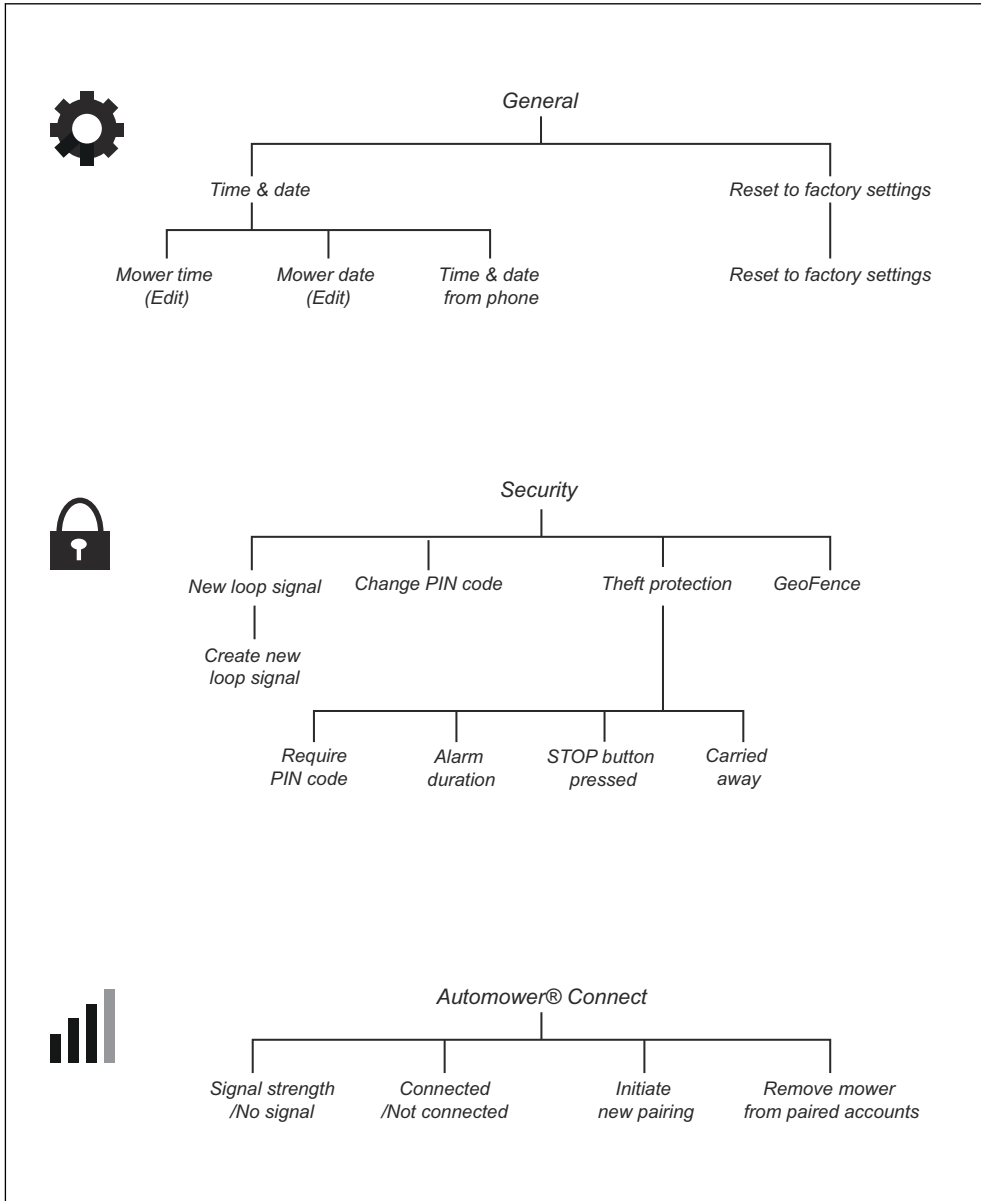 General
Time & date
Reset to factory settings
Mower time
(Edit)
Mower date
(Edit)
Time & date
from phone
Reset to factory settings
Security
New loop signal
Change PIN code
Theft protection
GeoFence
Create new
loop signal
Require
PIN code
Alarm
duration
STOP button
pressed
Carried
away
Automower® Connect
Signal strength
/No signal
Connected
/Not connected
Initiate
new pairing
Remove mower
from paired accounts